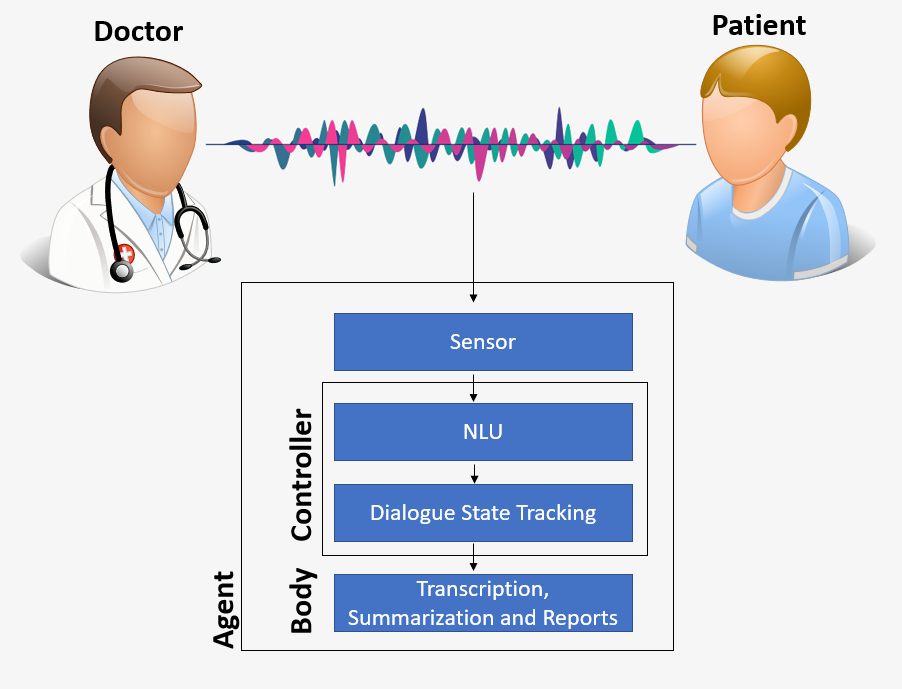 Doctor
Patient
Sensor
NLU
Dialogue State Tracking
Controller
Transcription,
Summarization and Reports
Body
Agent